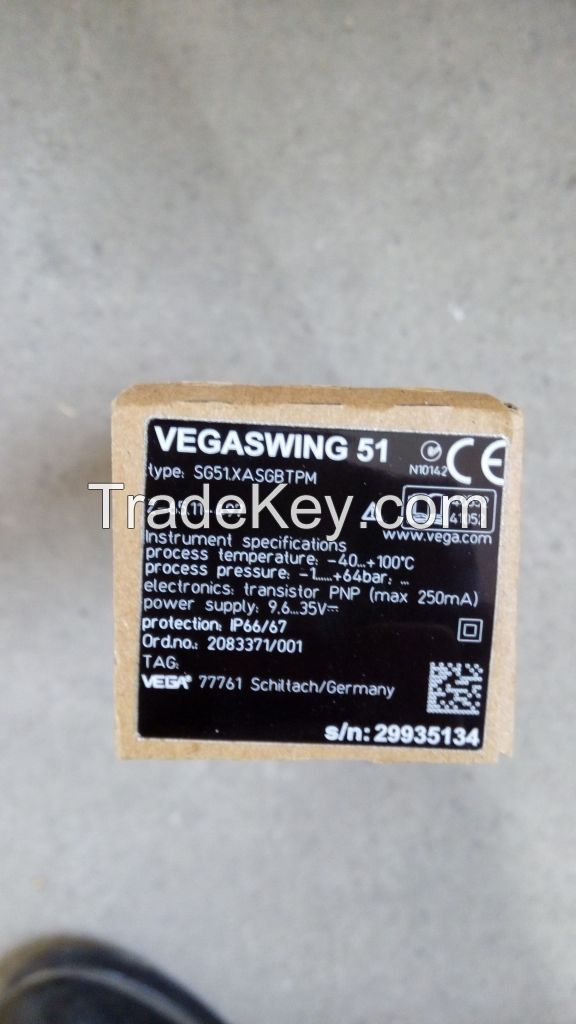 VEGASWING 51
N10142
CE
type: SG51.XASGBTPM
TradeKey.com
41052
www.vega.com
Instrument specifications
process temperature: -40...+100°C
process pressure: -1.....+64bar; ...
electronics: transistor PNP (max 250mA)
power supply: 9,6...35V
protection: IP66/67
Ord.no.: 2083371/001
TAG:
VEGA 77761 Schiltach/Germany
s/n: 29935134